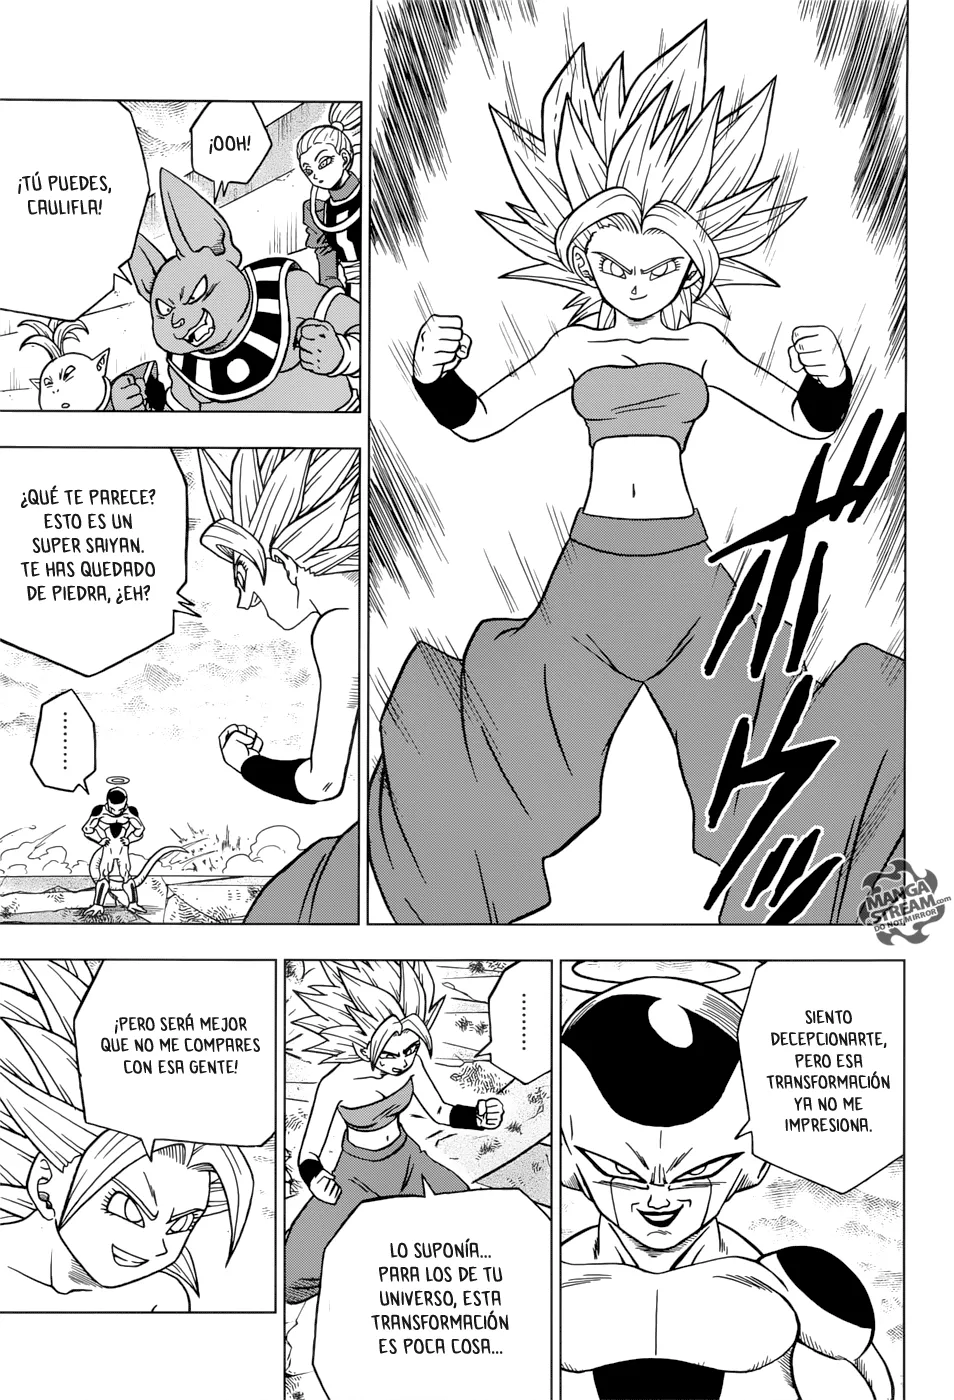 ¡OOH!
¡TÚ PUEDES,
CAULIFLA!
¿QUÉ TE PARECE?
ESTO ES UN
SUPER SAIYAN.
TE HAS QUEDADO
DE PIEDRA, ¿EH?
........
MANGA
STREAM.com
DO NOT MIRROR
SIENTO
DECEPCIONARTE,
PERO ESA
TRANSFORMACIÓN
YA NO ME
IMPRESIONA.
........
LO SUPONÍA...
PARA LOS DE TU
UNIVERSO, ESTA
TRANSFORMACIÓN
ES POCA COSA...
¡PERO SERÁ MEJOR
QUE NO ME COMPARES
CON ESA GENTE!